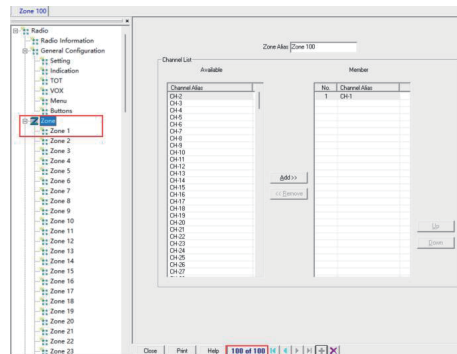 Zone 100
Radio
Radio Information
General Configuration
Setting
Indication
TOT
VOX
Menu
Buttons
Zone
Zone 1
Zone 2
Zone 3
Zone 4
Zone 5
Zone 6
Zone 7
Zone 8
Zone 9
Zone 10
Zone 11
Zone 12
Zone 13
Zone 14
Zone 15
Zone 16
Zone 17
Zone 18
Zone 19
Zone 20
Zone 21
Zone 22
Zone 23
Zone Alias Zone 100
Channel List
Available
Member
Channel Alias
CH-2
CH-3
CH-4
CH-5
CH-6
CH-7
CH-8
CH-9
CH-10
CH-11
CH-12
CH-13
CH-14
CH-15
CH-16
CH-17
CH-18
CH-19
CH-20
CH-21
CH-22
CH-23
CH-24
CH-25
CH-26
CH-27
Add >>
<< Remove
No. Channel Alias
1 CH-1
Up
Down
Close Print Help 100 of 100